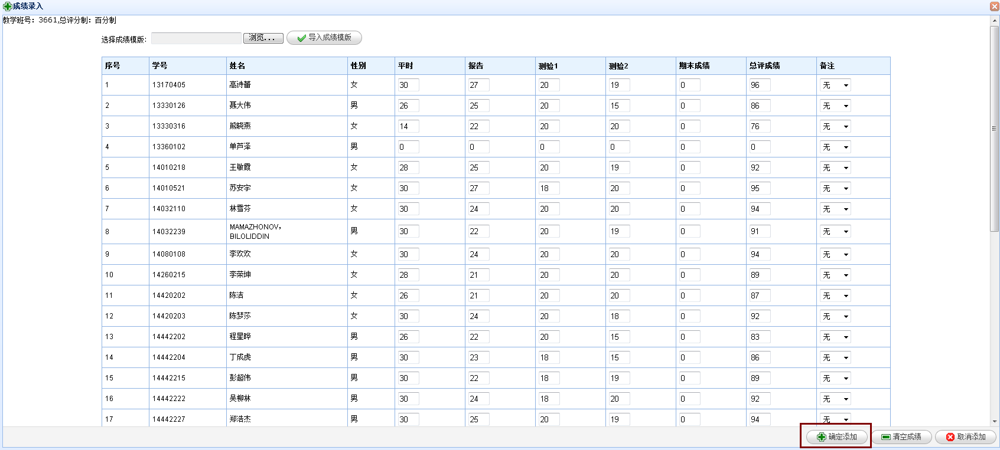 成绩录入
教学班号：3661,总评分制：百分制
选择成绩模版： 浏览... 导入成绩模版
序号 学号 姓名 性别 平时 报告 测验1 测验2 期末成绩 总评成绩 备注
1 13170405 高诗蕾 女 30 27 20 19 0 96 无
2 13330126 聂大伟 男 26 25 20 15 0 86 无
3 13330316 熊晓燕 女 14 22 20 20 0 76 无
4 13360102 单芦泽 男 0 0 0 0 0 0 无
5 14010218 王敏霞 女 28 25 20 19 0 92 无
6 14010521 苏安宇 女 30 27 18 20 0 95 无
7 14032110 林雪芬 女 30 24 20 20 0 94 无
8 14032239 MAMAZHONOV, BILOLIDDIN 男 30 22 20 19 0 91 无
9 14080108 李欢欢 女 30 24 20 20 0 94 无
10 14260215 李荣坤 女 28 21 20 20 0 89 无
11 14420202 陈洁 女 26 21 20 20 0 87 无
12 14420203 陈梦莎 女 30 24 20 18 0 92 无
13 14442202 程星晔 男 26 22 20 15 0 83 无
14 14442204 丁成虎 男 30 23 18 15 0 86 无
15 14442215 彭超伟 男 30 22 18 19 0 89 无
16 14442222 吴柳林 男 30 24 18 20 0 92 无
17 14442227 郑浩杰 男 30 25 20 19 0 94 无
确定添加 清空成绩 取消添加